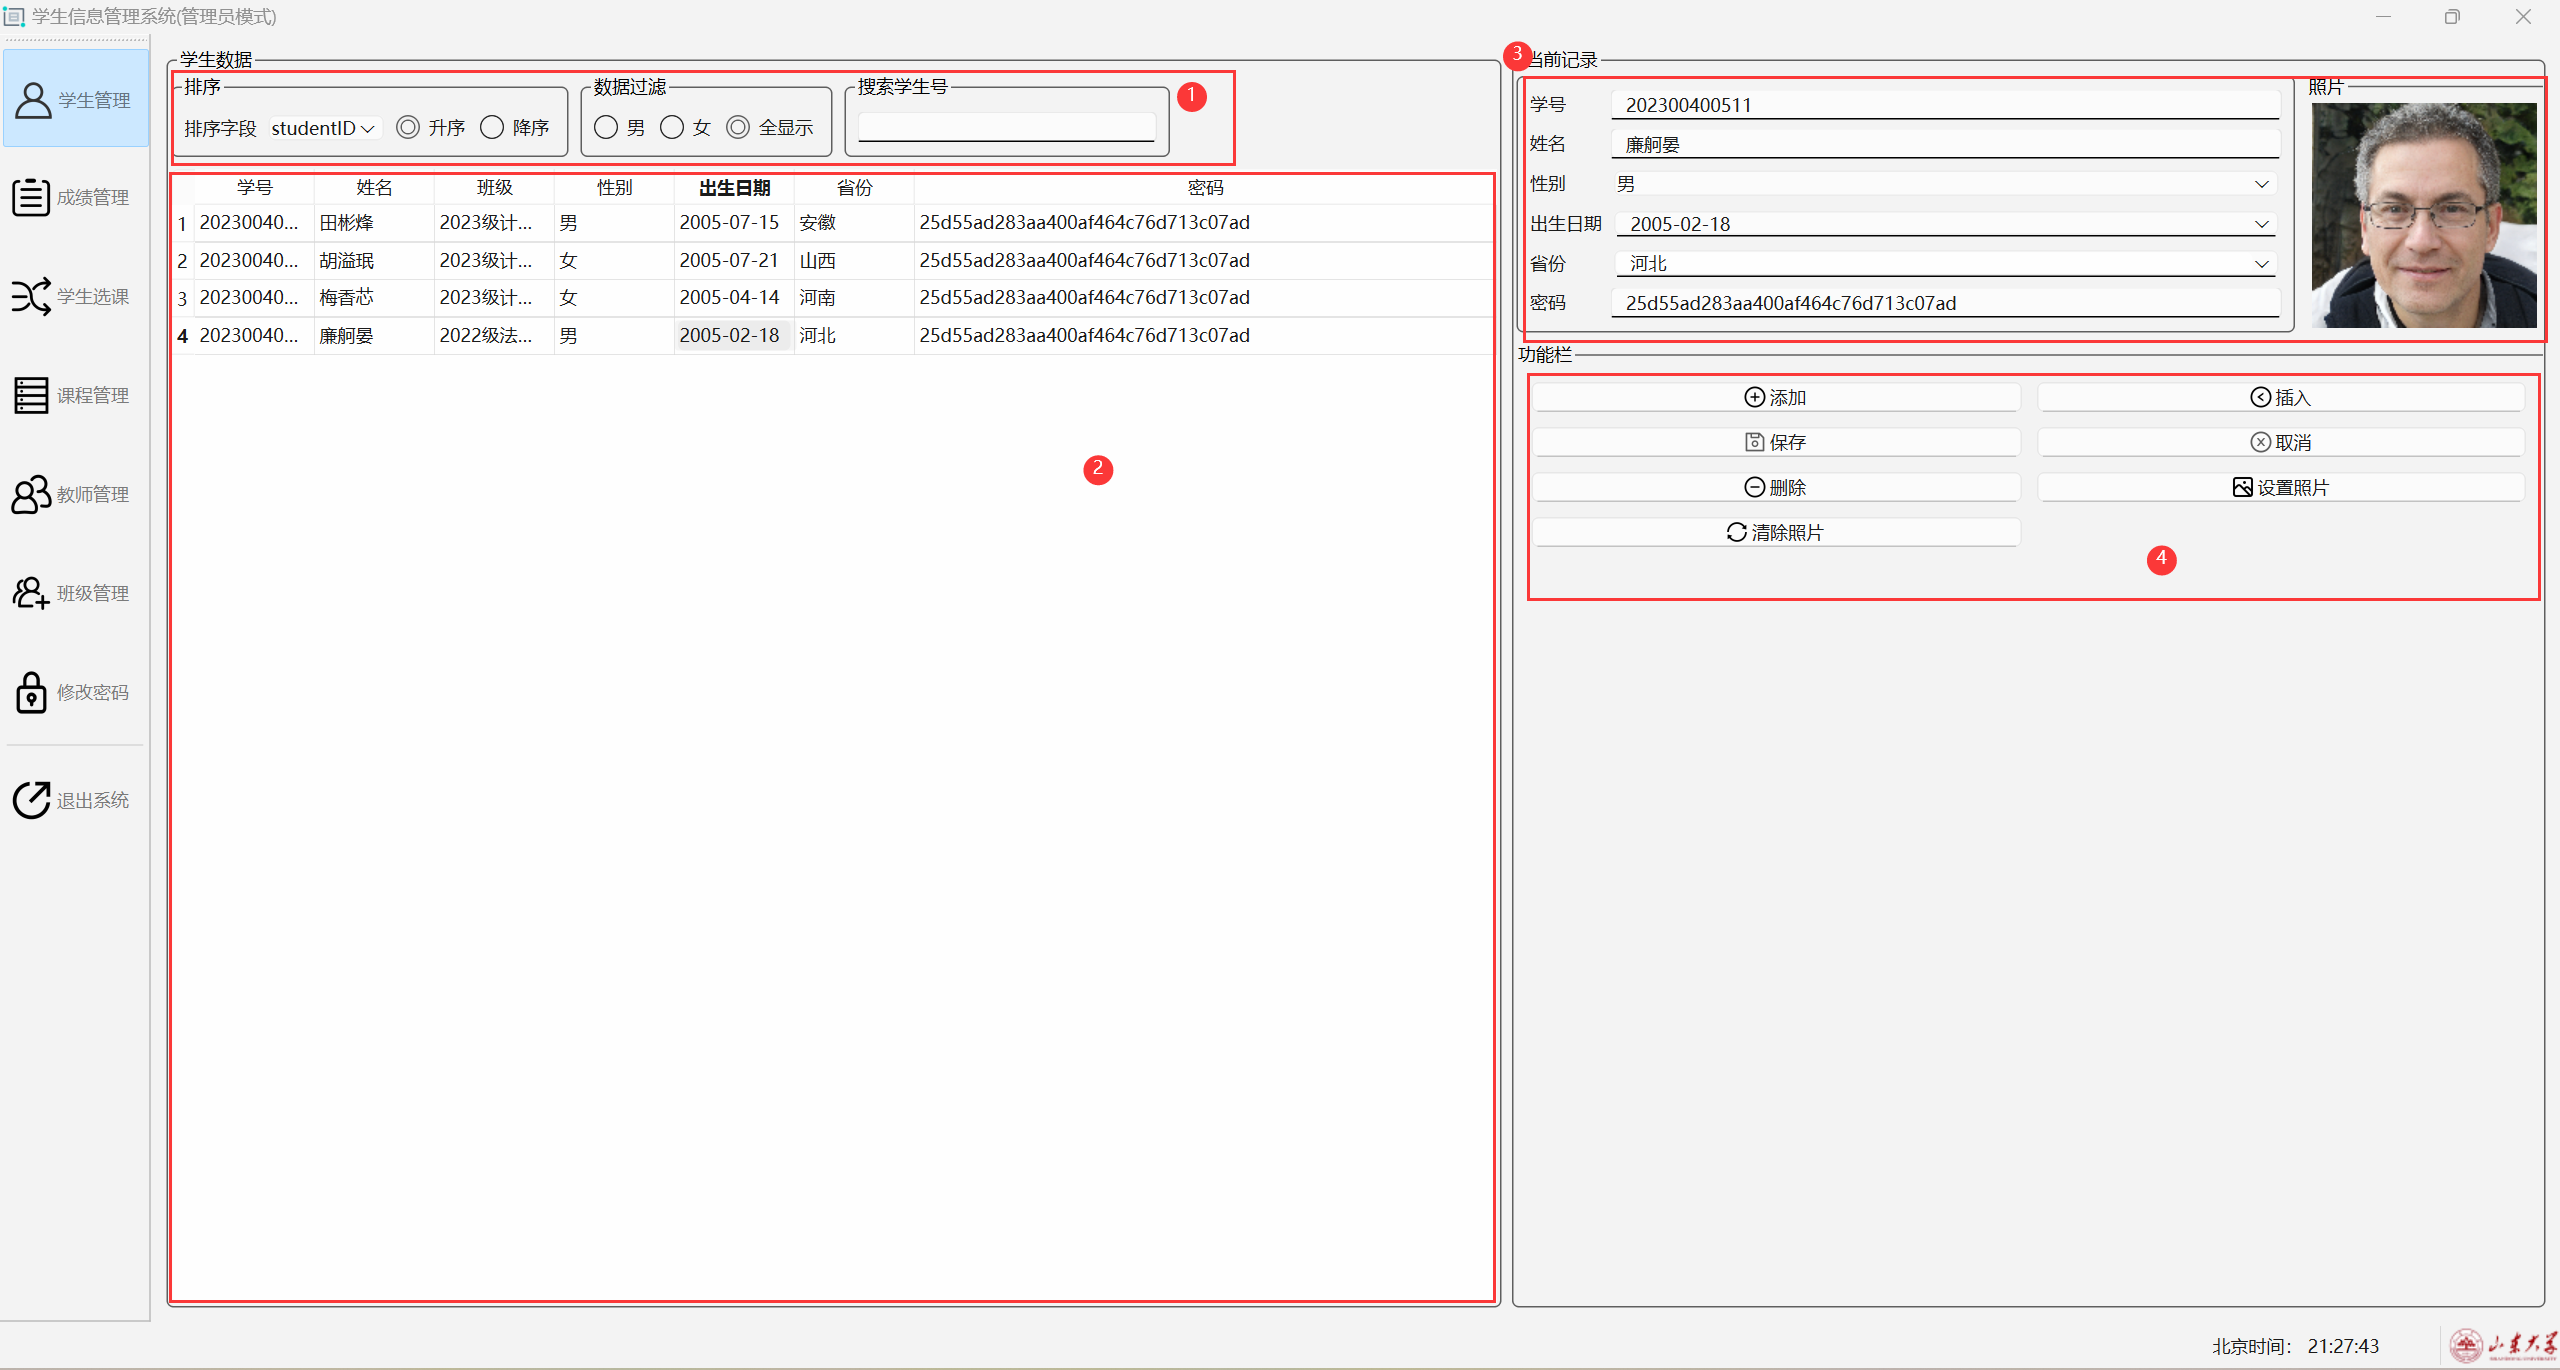 学生信息管理系统(管理员模式)
学生管理
成绩管理
学生选课
课程管理
教师管理
班级管理
修改密码
退出系统
学生数据
排序
排序字段 studentID 升序 降序
数据过滤
男 女 全显示
搜索学生号
1
学号 姓名 班级 性别 出生日期 省份 密码
1 20230040... 田彬烽 2023级计... 男 2005-07-15 安徽 25d55ad283aa400af464c76d713c07ad
2 20230040... 胡溢珉 2023级计... 女 2005-07-21 山西 25d55ad283aa400af464c76d713c07ad
3 20230040... 梅香芯 2023级计... 女 2005-04-14 河南 25d55ad283aa400af464c76d713c07ad
4 20230040... 廉舸晏 2022级法... 男 2005-02-18 河北 25d55ad283aa400af464c76d713c07ad
2
3
当前记录
学号 202300400511
姓名 廉舸晏
性别 男
出生日期 2005-02-18
省份 河北
密码 25d55ad283aa400af464c76d713c07ad
照片
功能栏
添加 插入
保存 取消
删除 设置照片
清除照片
4
北京时间： 21:27:43
山东大学